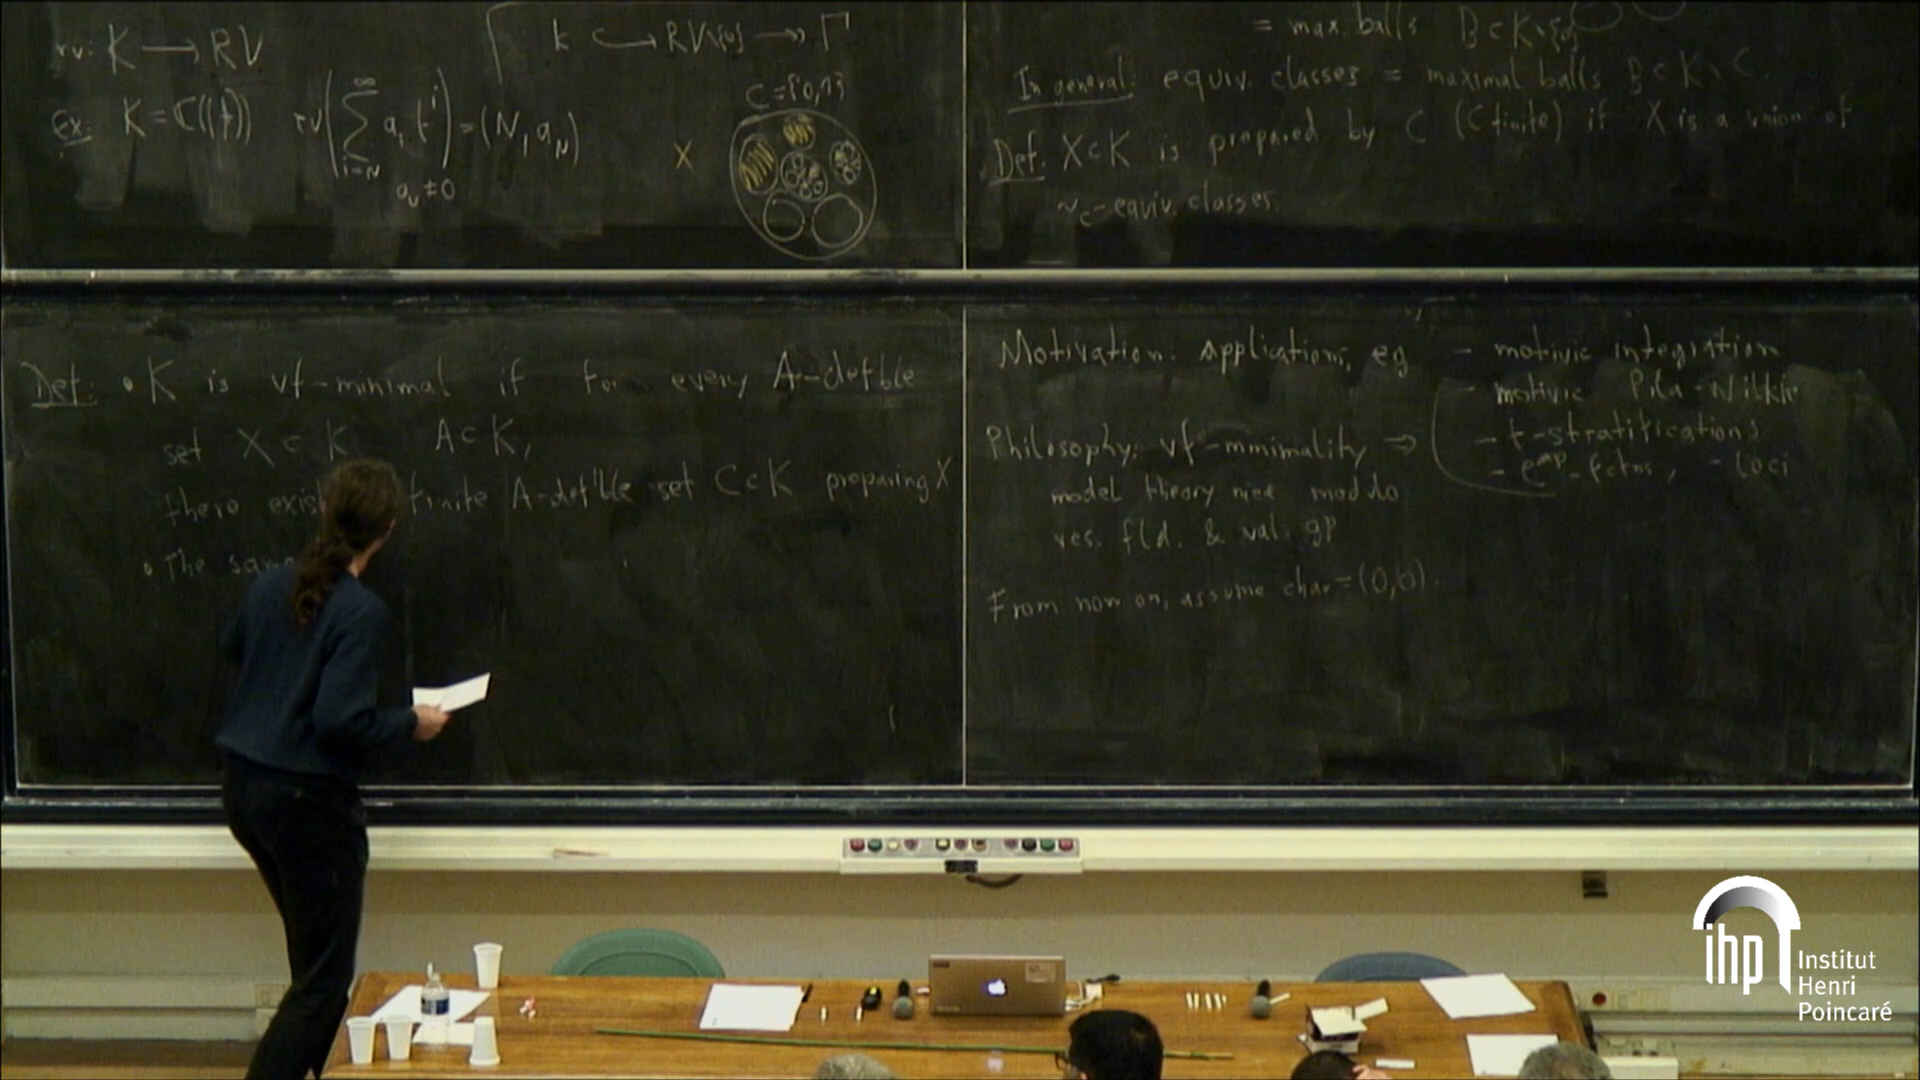 rv: K → RV
Ex: K = ℂ((t)) rv(∑_{i=N}^∞ a_i t^i) = (N, a_N)
a_N ≠ 0
k ↪ RV\{0} ↠ Γ
C = {0,1}
X
= max. balls B ⊂ K\{0}
In general: equiv. classes = maximal balls B ⊂ K \ C.
Def: X ⊂ K is prepared by C (C finite) if X is a union of
~_C-equiv. classes.
Def: • K is vf-minimal if for every A-def'ble
set X ⊂ K A ⊂ K,
there exis finite A-def'ble set C ⊂ K preparing X
• The sam
Motivation: Applications, eg - motivic integration
- motivic Pila-Wilkie
- t-stratifications
- C^exp-fctns, - loci
Philosophy: vf-minimality ⇒
model theory nice modulo
res. fld. & val. gp
From now on, assume char = (0,0).
ihp
Institut
Henri
Poincaré